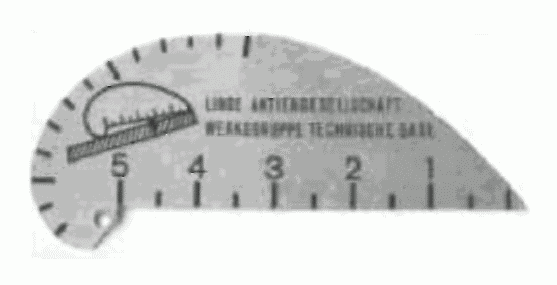 LINDE AKTIENGESELLSCHAFT
WERKSGRUPPE TECHNISCHE GASE
5 4 3 2 1